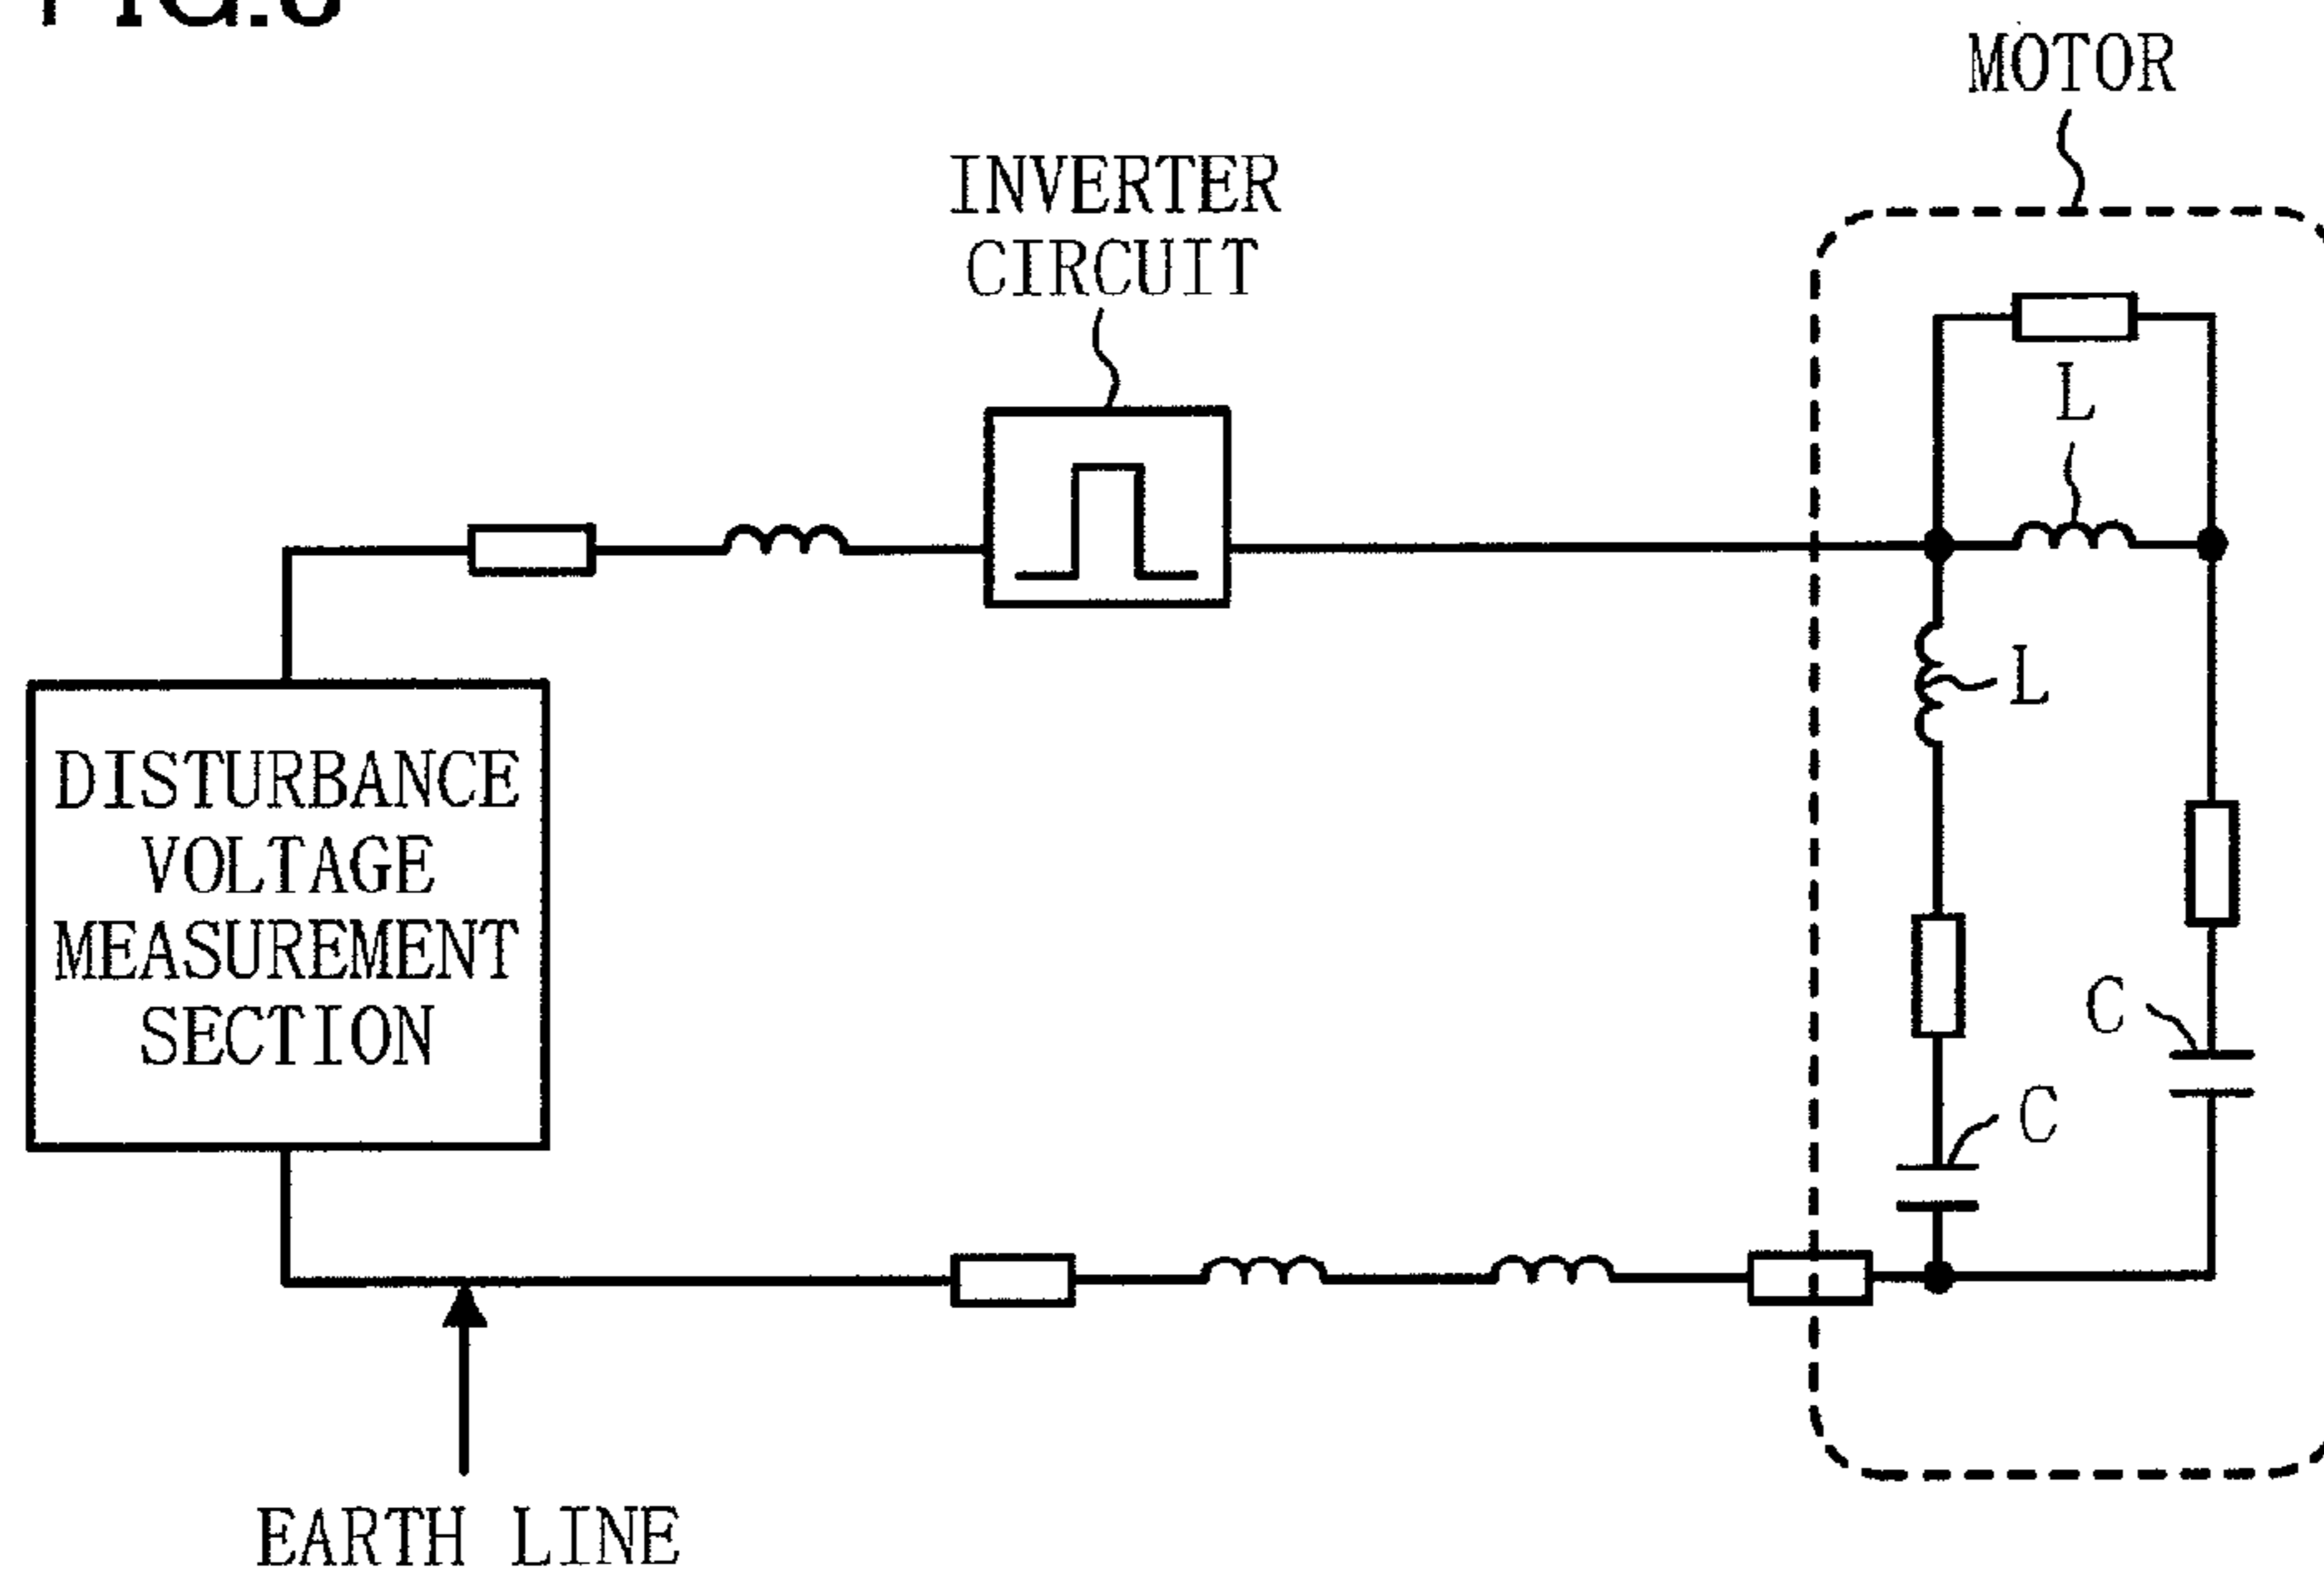 MOTOR
INVERTER
CIRCUIT
L
L
DISTURBANCE
VOLTAGE
MEASUREMENT
SECTION
C
C
EARTH LINE